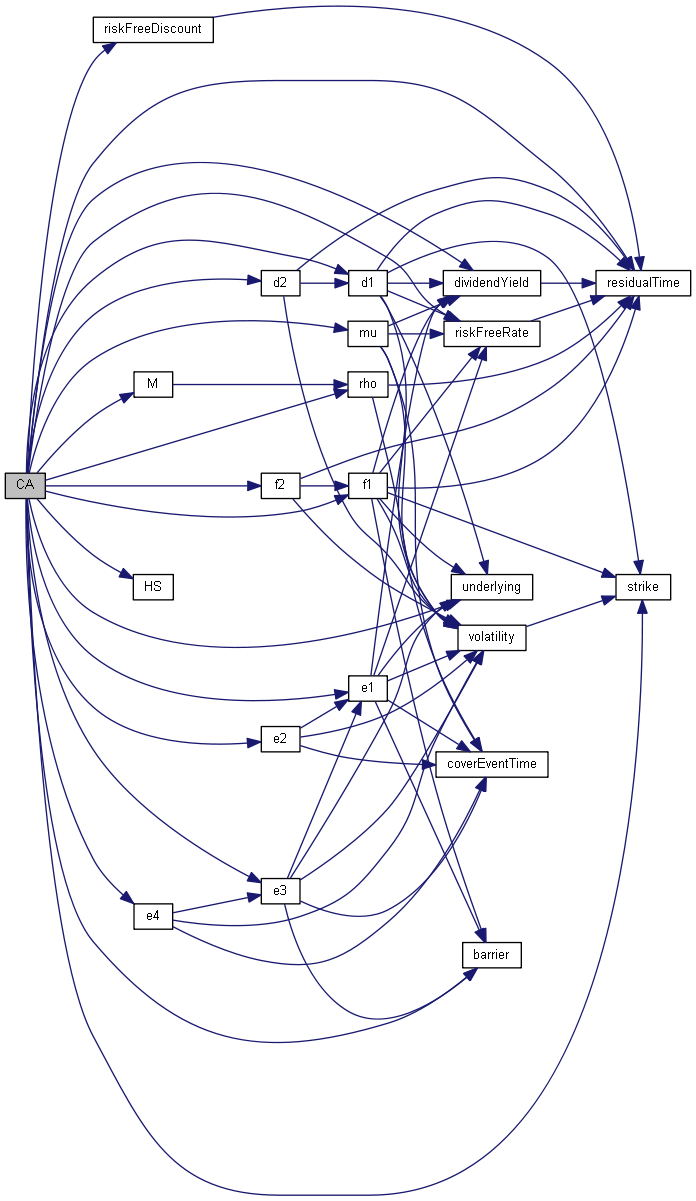 riskFreeDiscount
d2
d1
dividendYield
residualTime
mu
riskFreeRate
M
rho
CA
f2
f1
HS
underlying
strike
volatility
e1
e2
coverEventTime
e3
e4
barrier